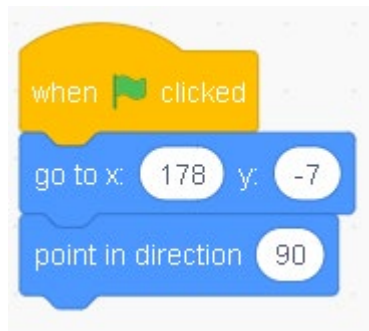 when clicked
go to x: 178 y: -7
point in direction 90